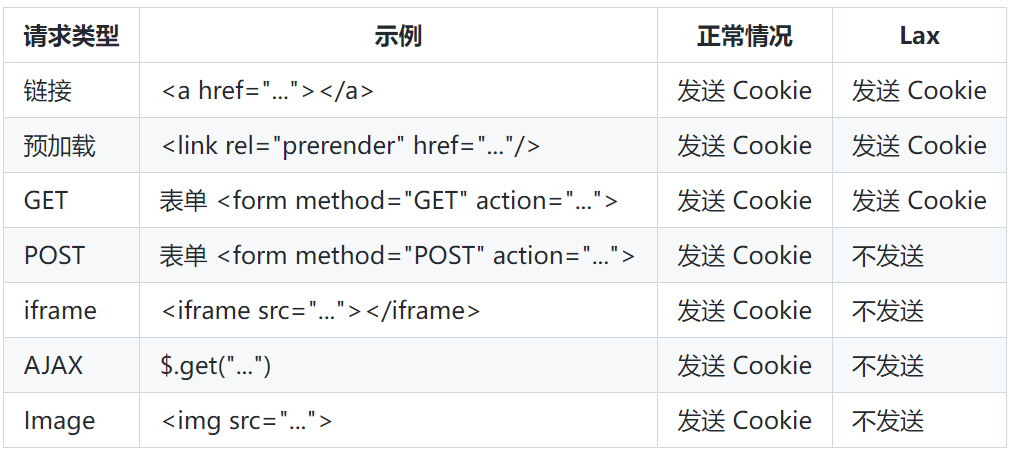 请求类型 示例 正常情况 Lax
链接 <a href="..."></a> 发送 Cookie 发送 Cookie
预加载 <link rel="prerender" href="..."/> 发送 Cookie 发送 Cookie
GET 表单 <form method="GET" action="..."> 发送 Cookie 发送 Cookie
POST 表单 <form method="POST" action="..."> 发送 Cookie 不发送
iframe <iframe src="..."></iframe> 发送 Cookie 不发送
AJAX $.get("...") 发送 Cookie 不发送
Image <img src="..."> 发送 Cookie 不发送